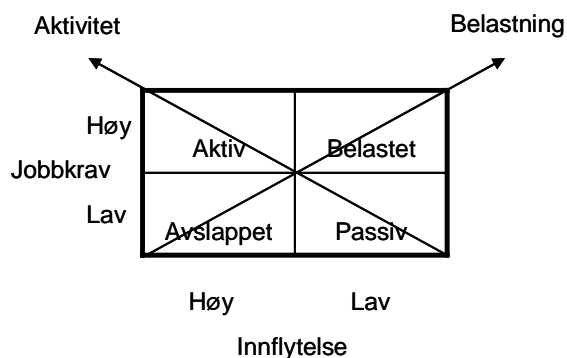 Aktivitet
Belastning
Høy
Aktiv
Belastet
Jobbkrav
Lav
Avslappet
Passiv
Høy
Lav
Innflytelse